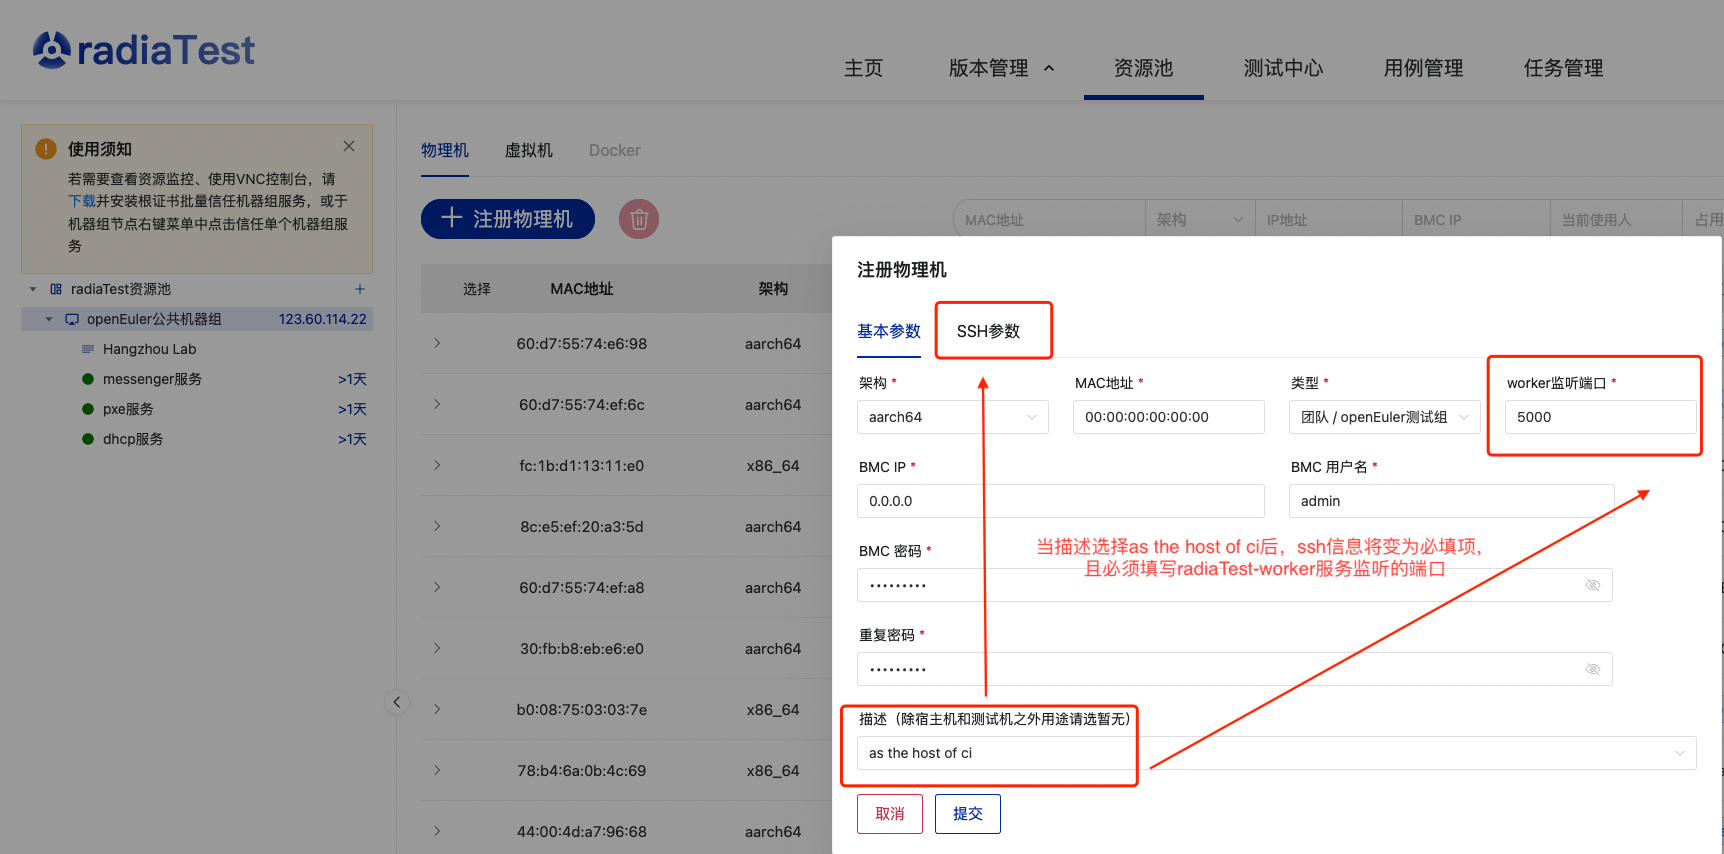 radiaTest
主页
版本管理
资源池
测试中心
用例管理
任务管理
使用须知
若需要查看资源监控、使用VNC控制台，请
下载并安装根证书批量信任机器组服务，或于
机器组节点右键菜单中点击信任单个机器组服
务
radiaTest资源池
openEuler公共机器组 123.60.114.22
Hangzhou Lab
messenger服务 >1天
pxe服务 >1天
dhcp服务 >1天
物理机
虚拟机
Docker
注册物理机
MAC地址
架构
IP地址
BMC IP
当前使用人
占用
选择 MAC地址 架构
60:d7:55:74:e6:98 aarch64
60:d7:55:74:ef:6c aarch64
fc:1b:d1:13:11:e0 x86_64
8c:e5:ef:20:a3:5d aarch64
60:d7:55:74:ef:a8 aarch64
30:fb:b8:eb:e6:e0 aarch64
b0:08:75:03:03:7e x86_64
78:b4:6a:0b:4c:69 x86_64
44:00:4d:a7:96:68 aarch64
注册物理机
基本参数
SSH参数
架构 * MAC地址 * 类型 * worker监听端口 *
aarch64 00:00:00:00:00:00 团队 / openEuler测试组 5000
BMC IP * BMC 用户名 *
0.0.0.0 admin
BMC 密码 *
•••••••••
当描述选择as the host of ci后，ssh信息将变为必填项，
且必须填写radiaTest-worker服务监听的端口
重复密码 *
•••••••••
描述（除宿主机和测试机之外用途请选暂无）
as the host of ci
取消
提交